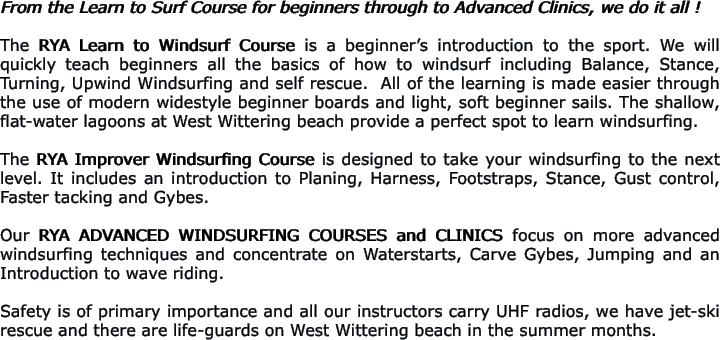 From the Learn to Surf Course for beginners through to Advanced Clinics, we do it all !
The RYA Learn to Windsurf Course is a beginner’s introduction to the sport. We will
quickly teach beginners all the basics of how to windsurf including Balance, Stance,
Turning, Upwind Windsurfing and self rescue.  All of the learning is made easier through
the use of modern widestyle beginner boards and light, soft beginner sails. The shallow,
flat-water lagoons at West Wittering beach provide a perfect spot to learn windsurfing.
The RYA Improver Windsurfing Course is designed to take your windsurfing to the next
level. It includes an introduction to Planing, Harness, Footstraps, Stance, Gust control,
Faster tacking and Gybes.
Our RYA ADVANCED WINDSURFING COURSES and CLINICS focus on more advanced
windsurfing techniques and concentrate on Waterstarts, Carve Gybes, Jumping and an
Introduction to wave riding.
Safety is of primary importance and all our instructors carry UHF radios, we have jet-ski
rescue and there are life-guards on West Wittering beach in the summer months.